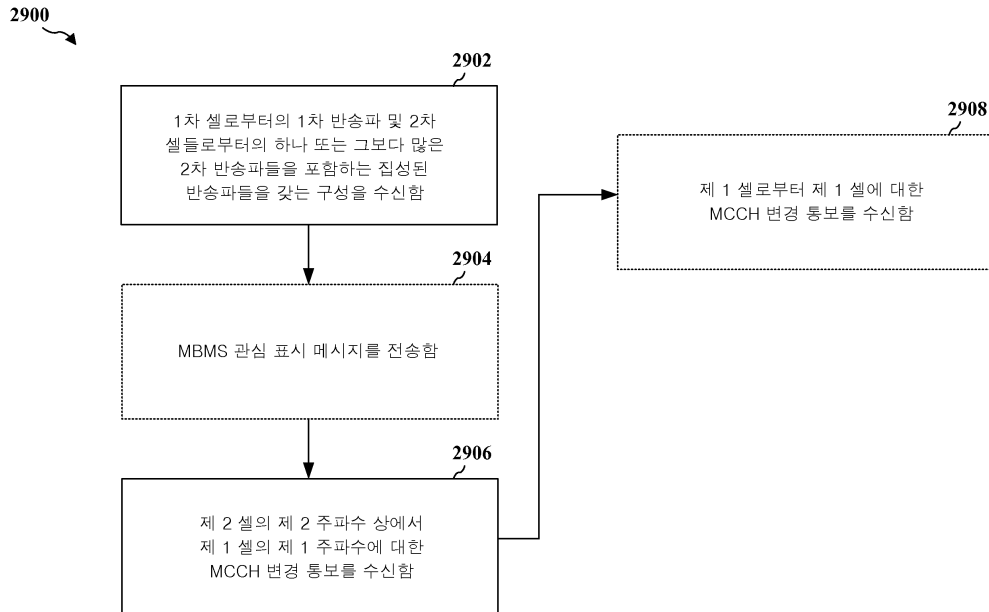 2900
2902
1차 셀로부터의 1차 반송파 및 2차
셀들로부터의 하나 또는 그보다 많은
2차 반송파들을 포함하는 집성된
반송파들을 갖는 구성을 수신함
2904
MBMS 관심 표시 메시지를 전송함
2906
제 2 셀의 제 2 주파수 상에서
제 1 셀의 제 1 주파수에 대한
MCCH 변경 통보를 수신함
2908
제 1 셀로부터 제 1 셀에 대한
MCCH 변경 통보를 수신함